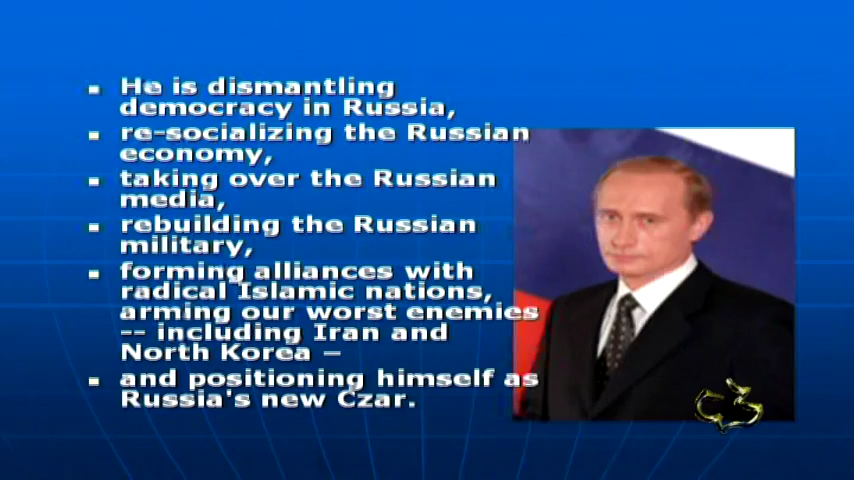 He is dismantling
democracy in Russia,
re-socializing the Russian
economy,
taking over the Russian
media,
rebuilding the Russian
military,
forming alliances with
radical Islamic nations,
arming our worst enemies
-- including Iran and
North Korea –
and positioning himself as
Russia's new Czar.